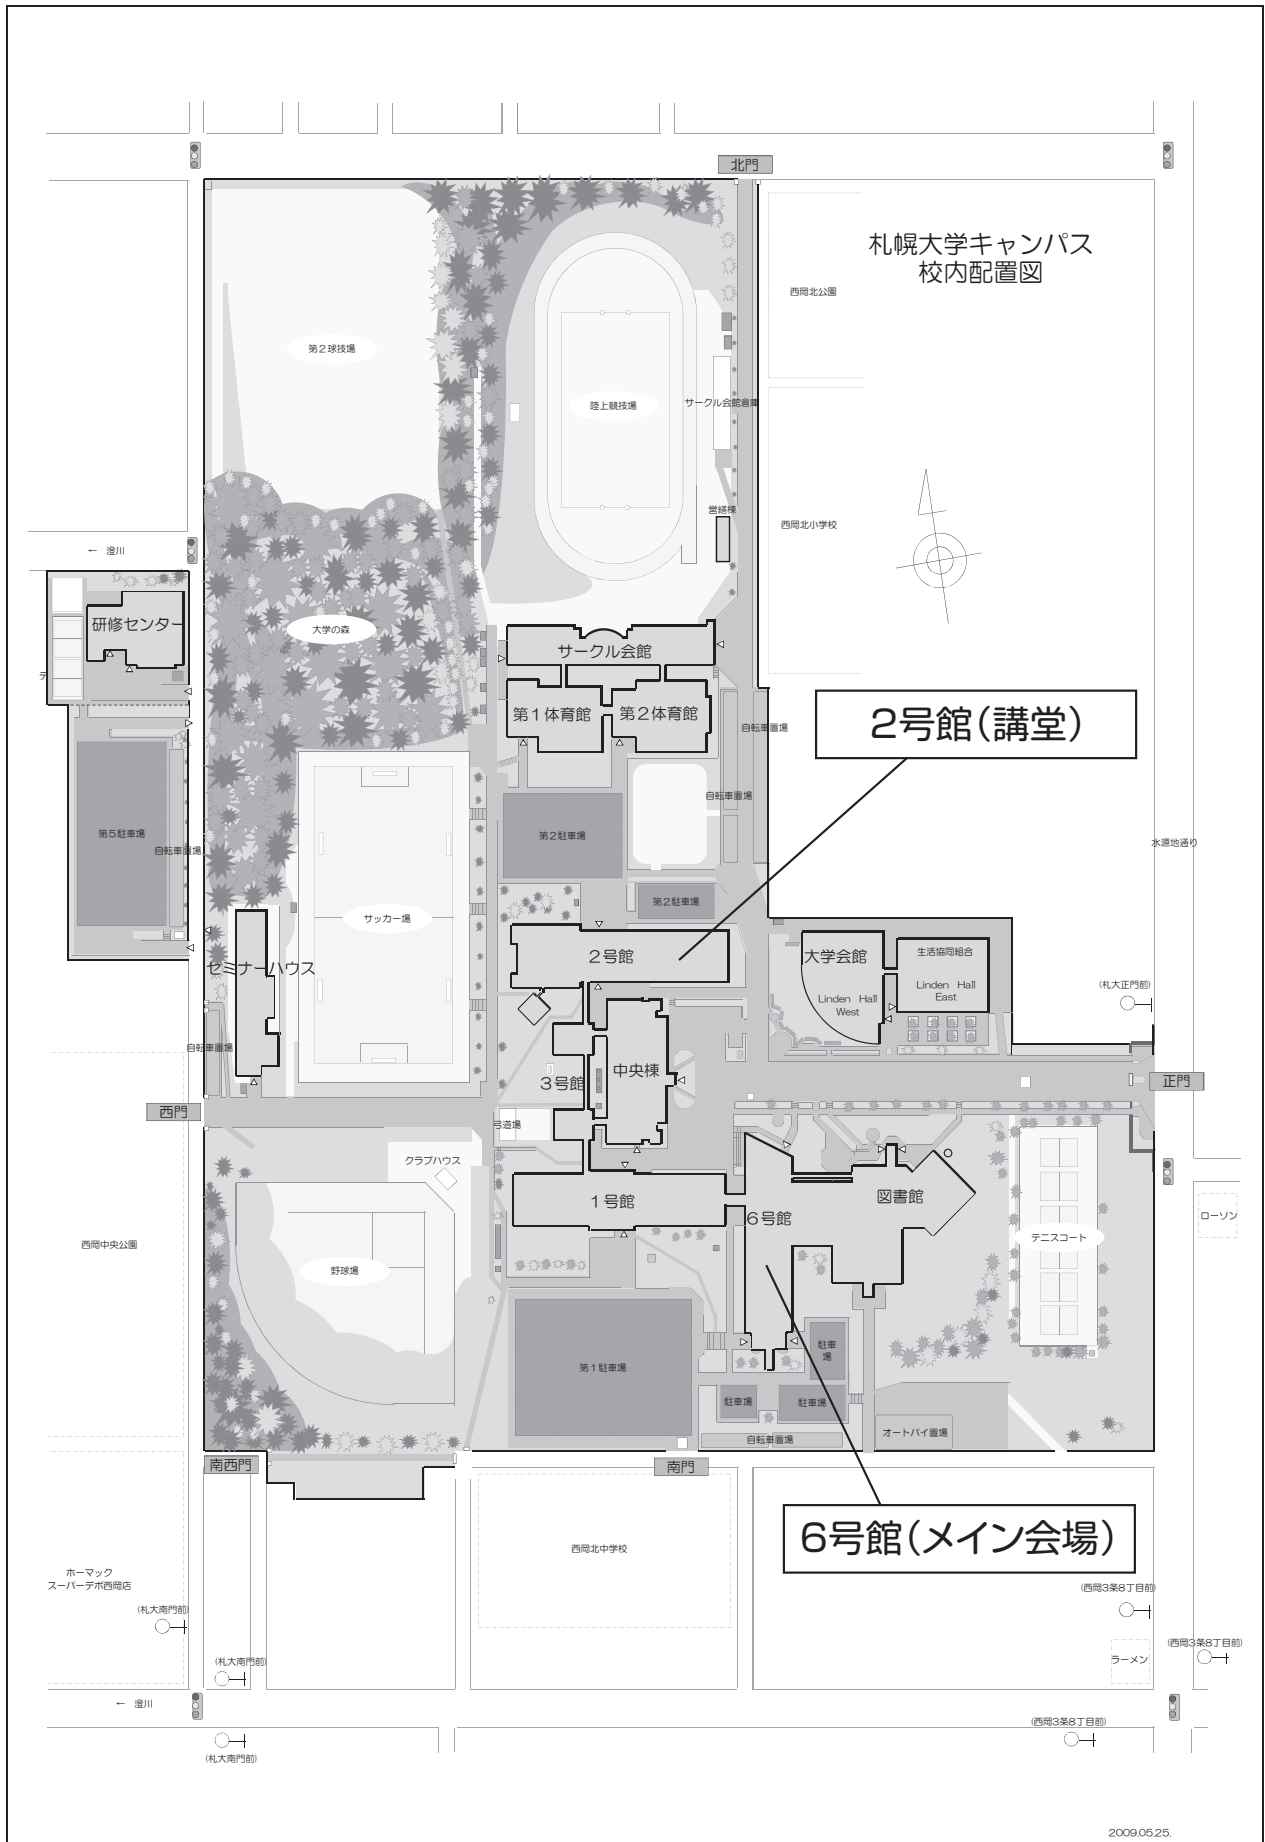 北門
札幌大学キャンパス
校内配置図
西岡北公園
第2球技場
陸上競技場
サークル会館倉庫
営繕棟
西岡北小学校
← 澄川
研修センター
大学の森
サークル会館
テ
第1体育館
第2体育館
自転車置場
2号館(講堂)
自転車置場
第5駐車場
自転車置場
第2駐車場
水源地通り
第2駐車場
サッカー場
2号館
大学会館
生活協同組合
セミナーハウス
Linden Hall
East
Linden Hall
West
(札大正門前)
自転車置場
3号館
中央棟
正門
西門
弓道場
クラブハウス
1号館
図書館
6号館
ローソン
テニスコート
西岡中央公園
野球場
第1駐車場
駐車
場
駐車場
駐車場
自転車置場
オートバイ置場
南西門
南門
6号館(メイン会場)
西岡北中学校
ホーマック
スーパーデポ西岡店
(札大南門前)
(西岡3条8丁目前)
(西岡3条8丁目前)
(札大南門前)
ラーメン
← 澄川
(西岡3条8丁目前)
(札大南門前)
2009.05.25.